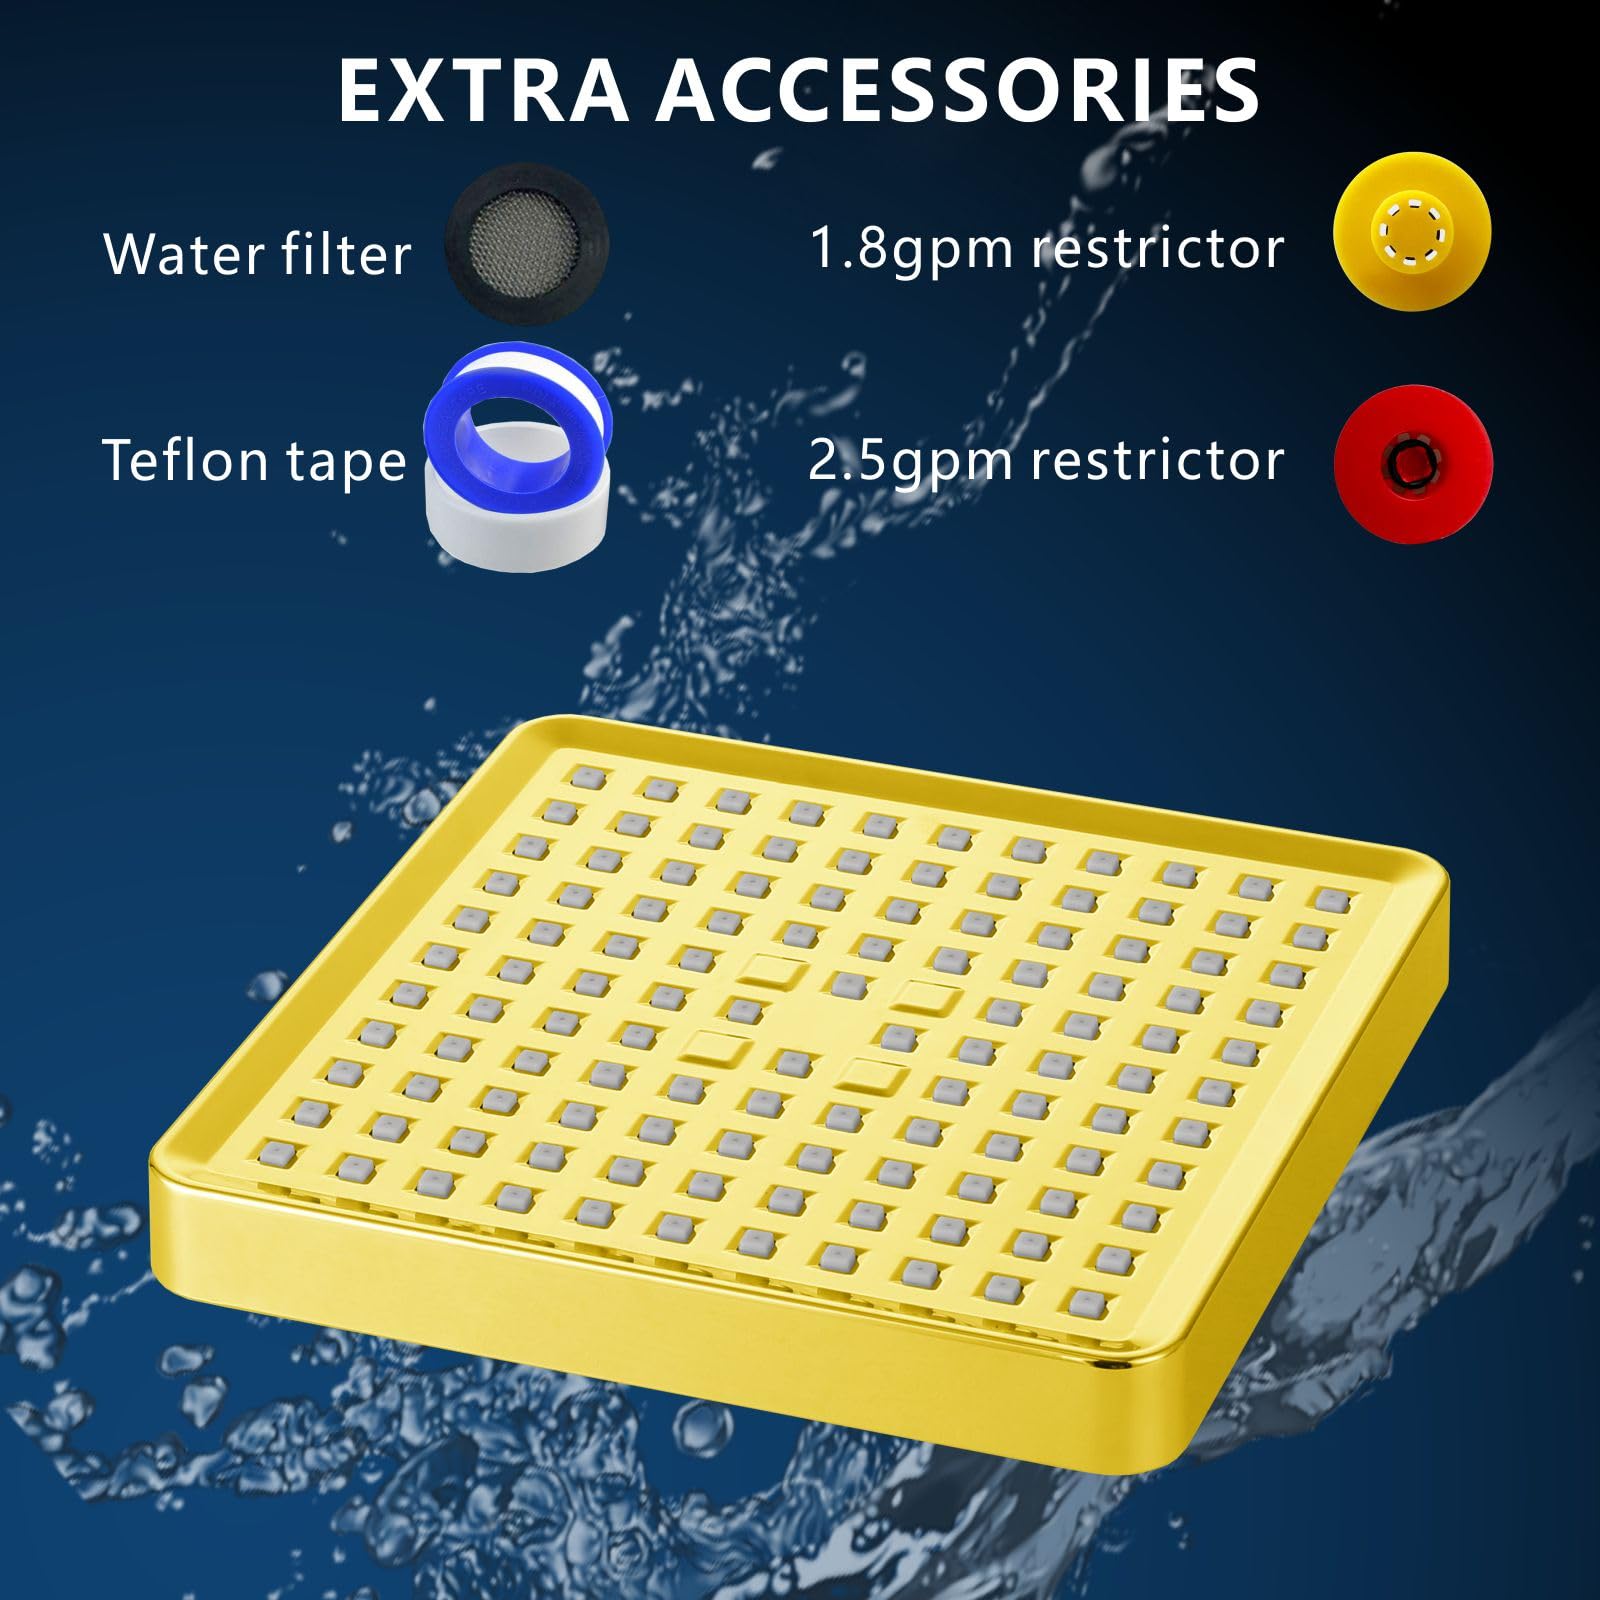 EXTRA ACCESSORIES
Water filter
1.8gpm restrictor
Teflon tape
2.5gpm restrictor